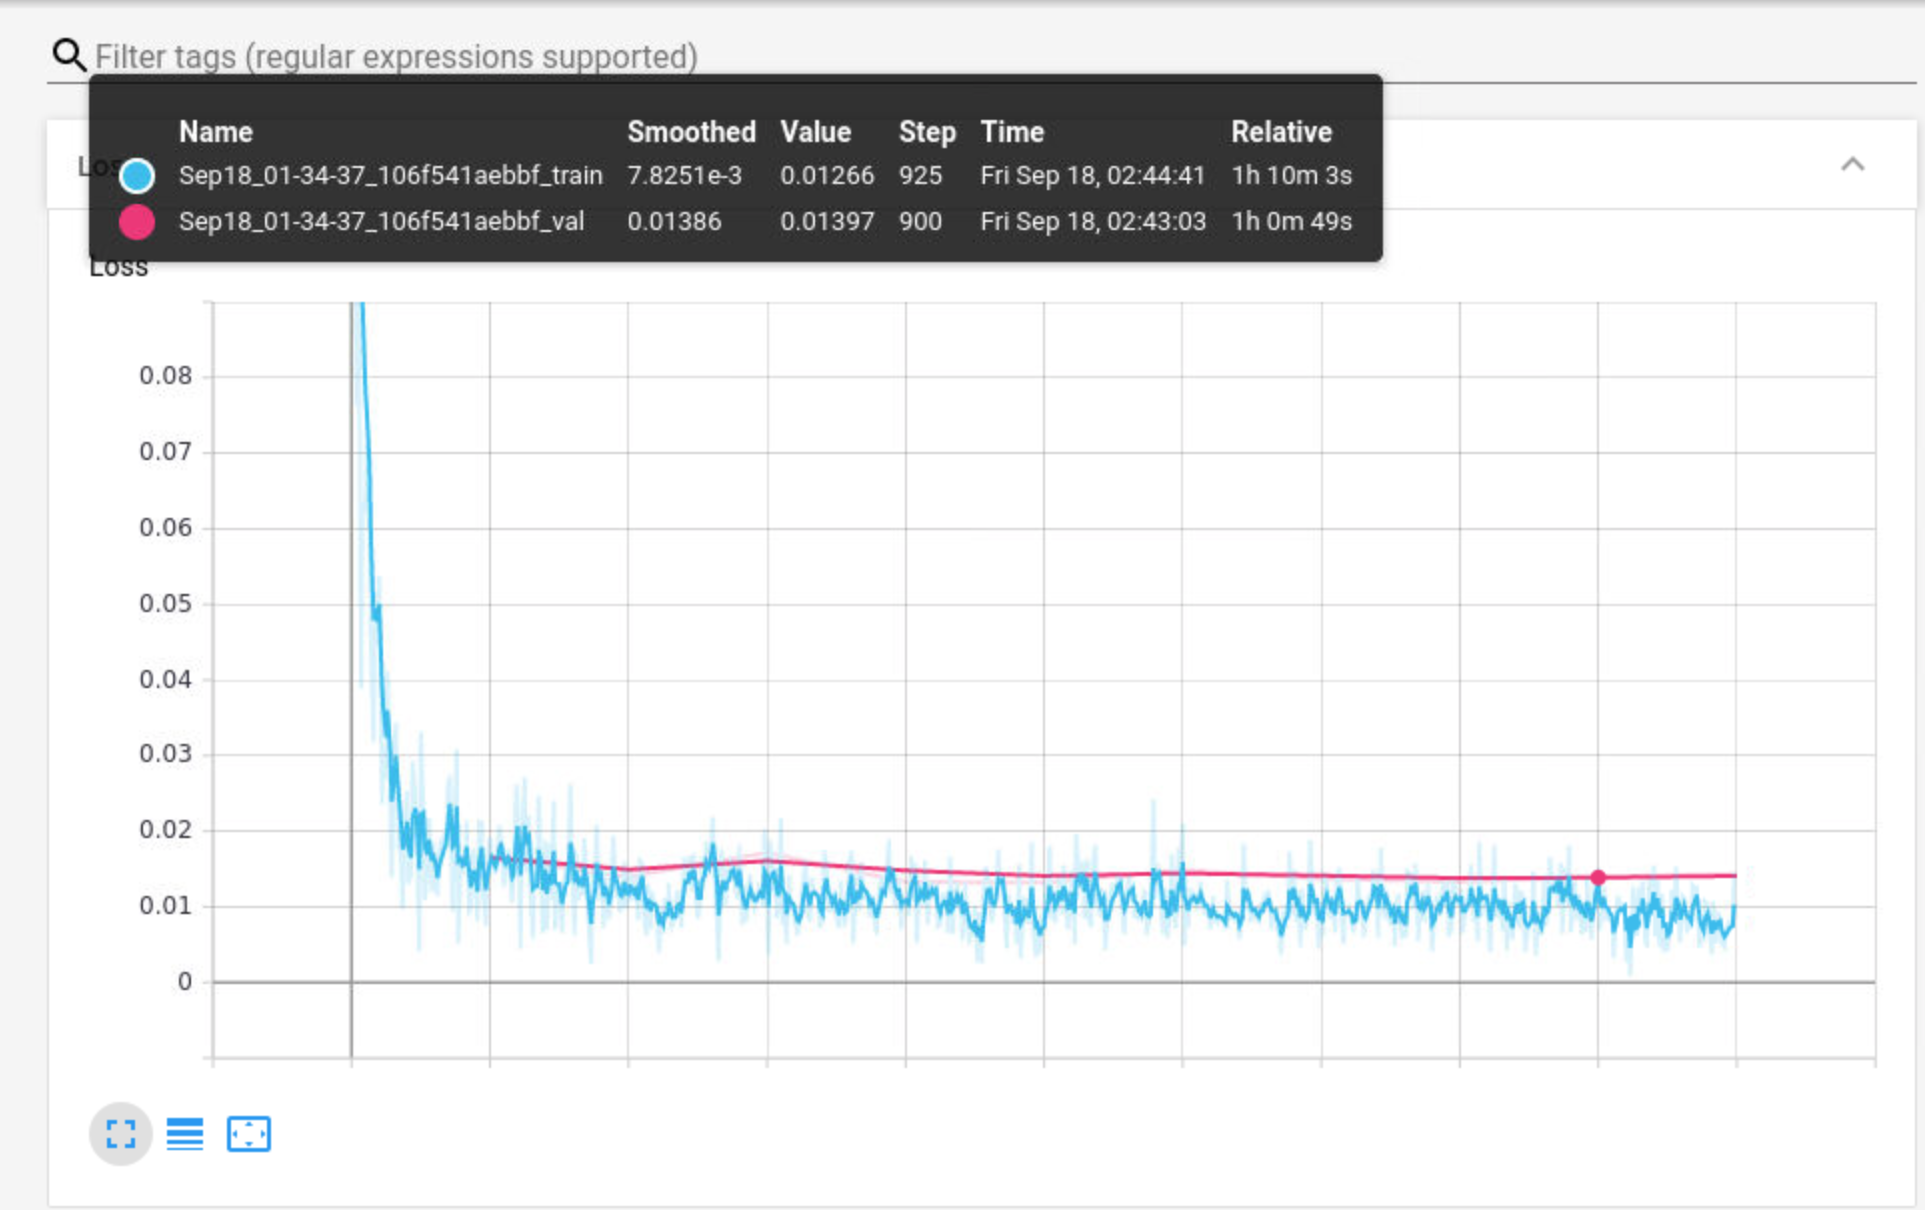 Filter tags (regular expressions supported)
Name Smoothed Value Step Time Relative
Sep18_01-34-37_106f541aebbf_train 7.8251e-3 0.01266 925 Fri Sep 18, 02:44:41 1h 10m 3s
Sep18_01-34-37_106f541aebbf_val 0.01386 0.01397 900 Fri Sep 18, 02:43:03 1h 0m 49s
Loss
0.08
0.07
0.06
0.05
0.04
0.03
0.02
0.01
0